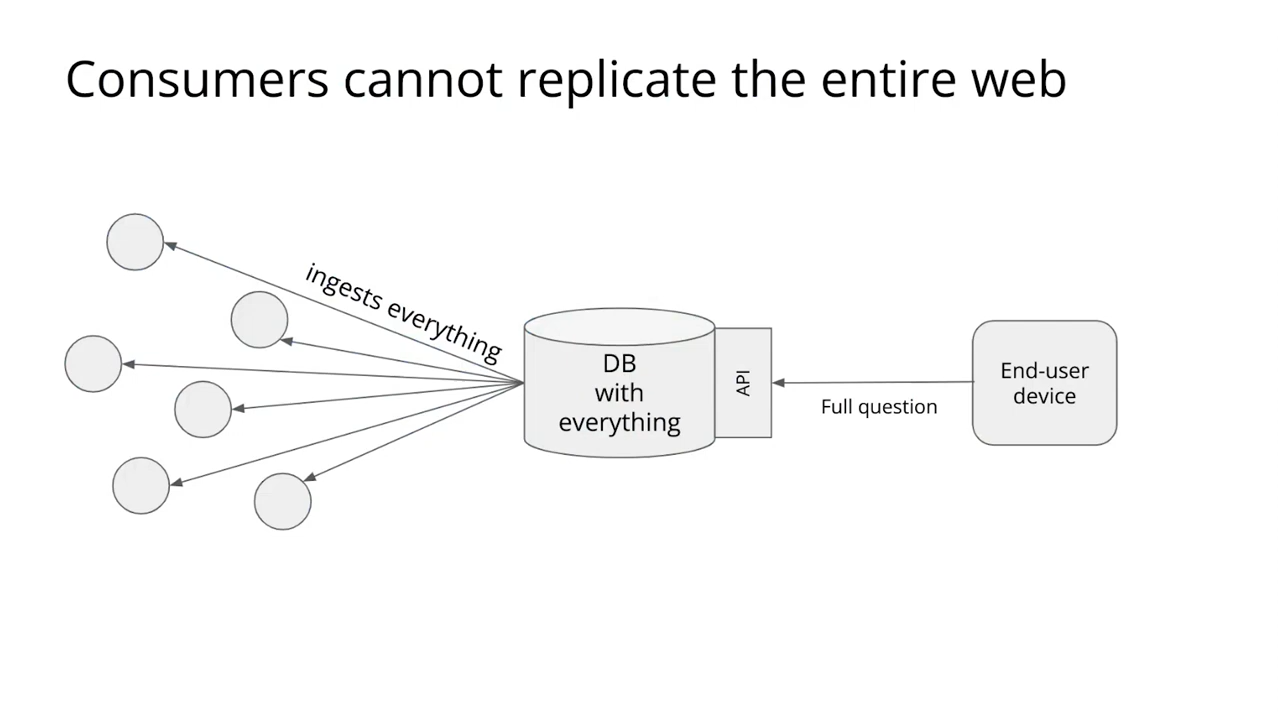 Consumers cannot replicate the entire web
ingests everything
DB
with
everything
API
Full question
End-user
device